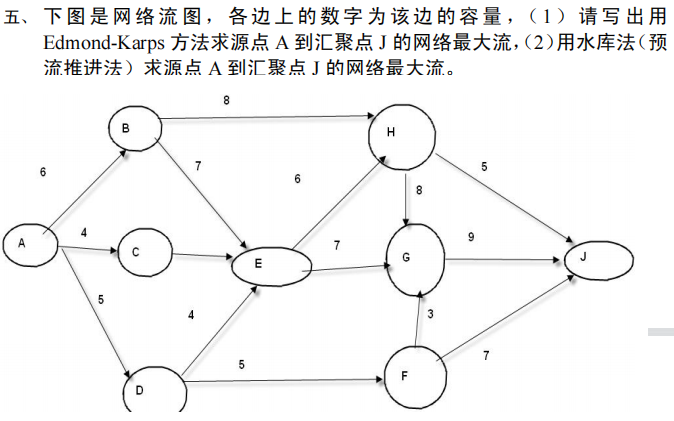 五、下图是网络流图，各边上的数字为该边的容量，（1）请写出用
Edmond-Karps 方法求源点 A 到汇聚点 J 的网络最大流，（2）用水库法（预
流推进法）求源点 A 到汇聚点 J 的网络最大流。
8
B
H
6
7
6
5
8
4
A
C
7
9
E
G
J
5
4
3
5
7
D
F